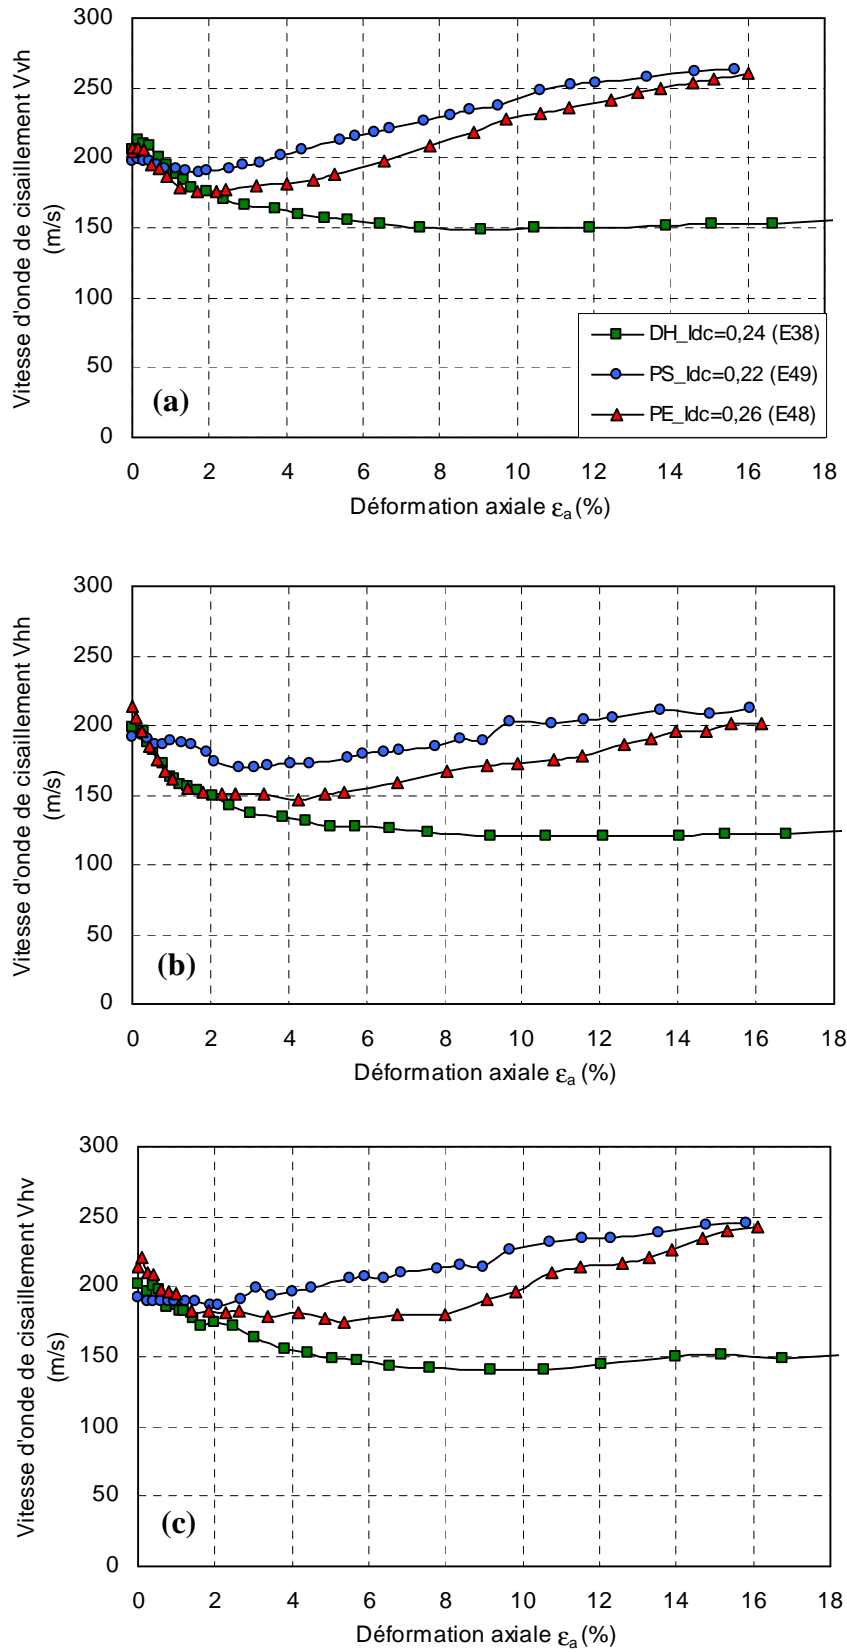 300
250
200
150
100
50
0
Vitesse d'onde de cisaillement Vvh
(m/s)
DH_Idc=0,24 (E38)
PS_Idc=0,22 (E49)
PE_Idc=0,26 (E48)
(a)
0 2 4 6 8 10 12 14 16 18
Déformation axiale εa (%)
300
250
200
150
100
50
0
Vitesse d'onde de cisaillement Vhh
(m/s)
(b)
0 2 4 6 8 10 12 14 16 18
Déformation axiale εa (%)
300
250
200
150
100
50
0
Vitesse d'onde de cisaillement Vhv
(m/s)
(c)
0 2 4 6 8 10 12 14 16 18
Déformation axiale εa (%)